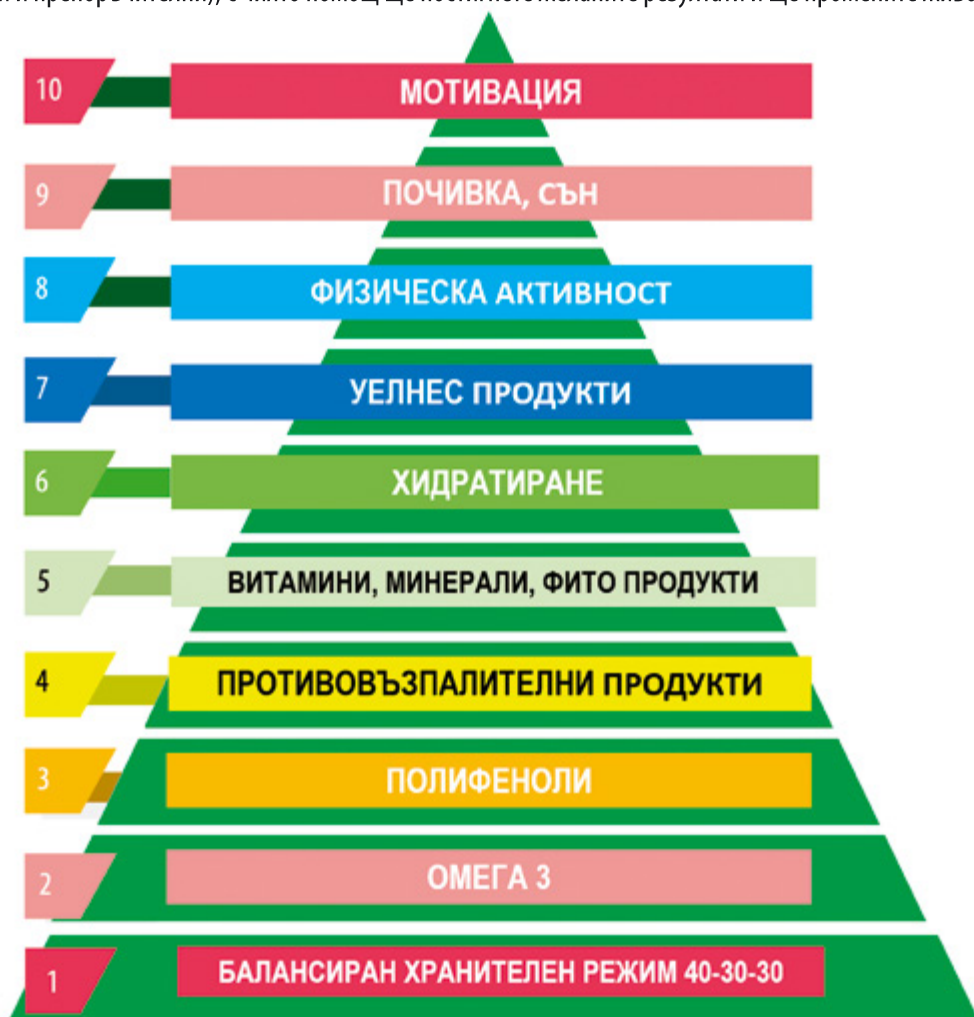 10 МОТИВАЦИЯ
9 ПОЧИВКА, СЪН
8 ФИЗИЧЕСКА АКТИВНОСТ
7 УЕЛНЕС ПРОДУКТИ
6 ХИДРАТИРАНЕ
5 ВИТАМИНИ, МИНЕРАЛИ, ФИТО ПРОДУКТИ
4 ПРОТИВОВЪЗПАЛИТЕЛНИ ПРОДУКТИ
3 ПОЛИФЕНОЛИ
2 ОМЕГА 3
1 БАЛАНСИРАН ХРАНИТЕЛЕН РЕЖИМ 40-30-30